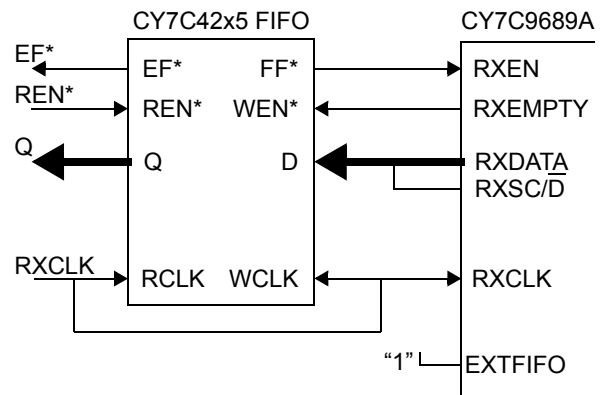 CY7C42x5 FIFO CY7C9689A
EF* EF* FF* RXEN
REN* REN* WEN* RXEMPTY
Q Q D RXDATA
RXSC/D̅
RXCLK RCLK WCLK RXCLK
“1” EXTFIFO